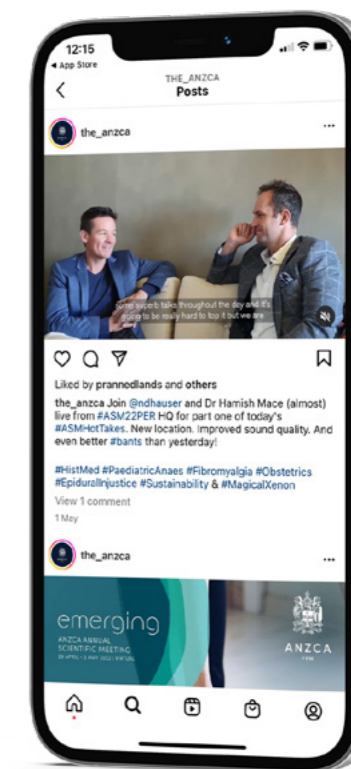 12:15
◀ App Store
THE_ANZCA
Posts
the_anzca
some superb talks throughout the day and it's
going to be really hard to top it but we are
Liked by prannedlands and others
the_anzca Join @ndhauser and Dr Hamish Mace (almost)
live from #ASM22PER HQ for part one of today's
#ASMHotTakes. New location. Improved sound quality. And
even better #bants than yesterday!
#HistMed #PaediatricAnaes #Fibromyalgia #Obstetrics
#EpiduralInjustice #Sustainability & #MagicalXenon
View 1 comment
1 May
the_anzca
emerging
ANZCA ANNUAL
SCIENTIFIC MEETING
ANZCA